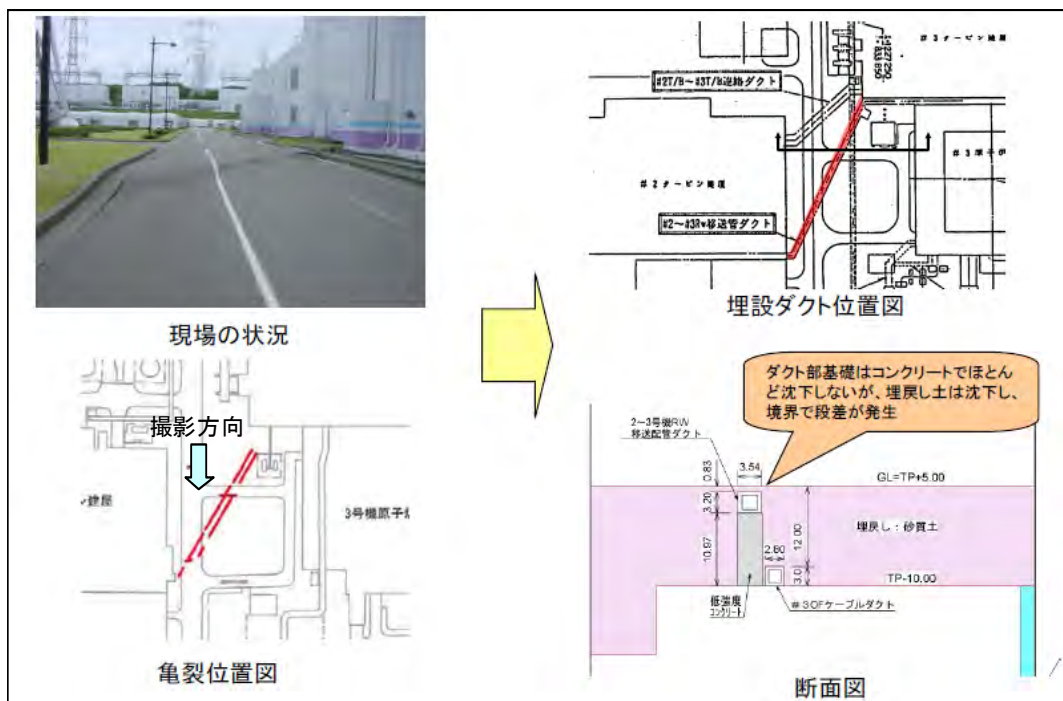 現場の状況
撮影方向
建屋
3号機原子炉
亀裂位置図
#3タービン建屋
#2T/B~#3T/B連絡ダクト
#3原子炉
#2タービン建屋
#2~#3Rw移送管ダクト
埋設ダクト位置図
ダクト部基礎はコンクリートでほとん
ど沈下しないが、埋戻し土は沈下し、
境界で段差が発生
2~3号機RW
移送配管ダクト
3.54
0.83
GL=TP+5.00
3.20
埋戻し:砂質土
12.00
10.97
2.80
3.0
TP-10.00
低強度
コンクリート
#3OFケーブルダクト
断面図